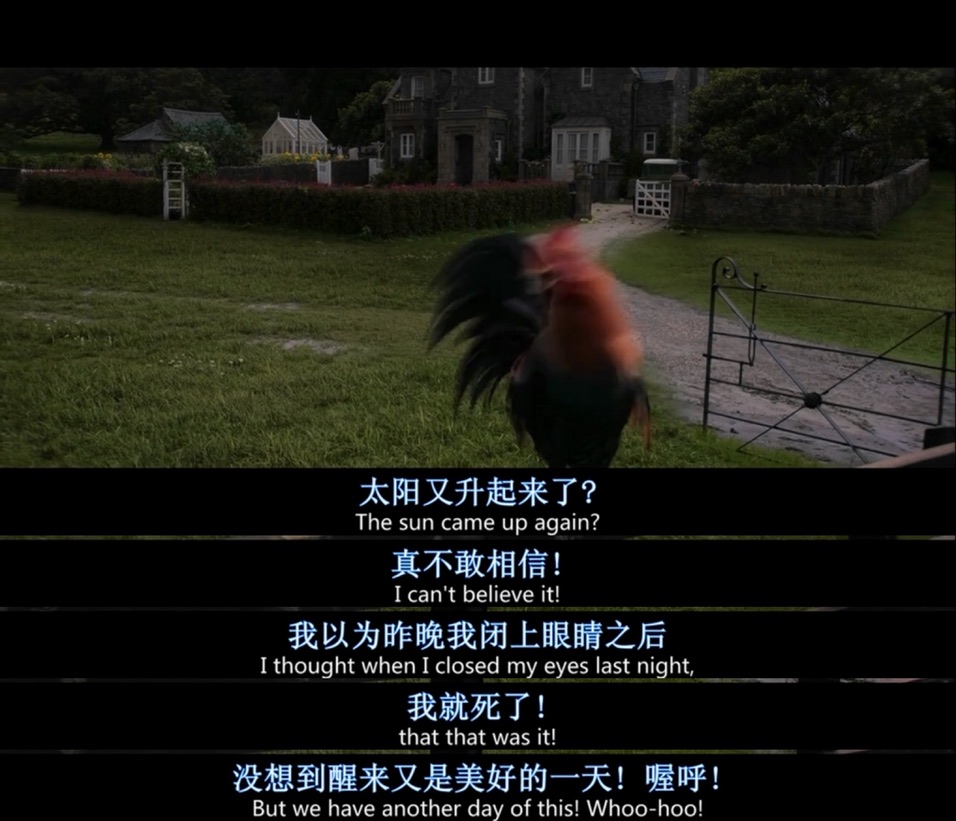 太阳又升起来了?
The sun came up again?
真不敢相信!
I can't believe it!
我以为昨晚我闭上眼睛之后
I thought when I closed my eyes last night,
我就死了!
that that was it!
没想到醒来又是美好的一天! 喔呼!
But we have another day of this! Whoo-hoo!